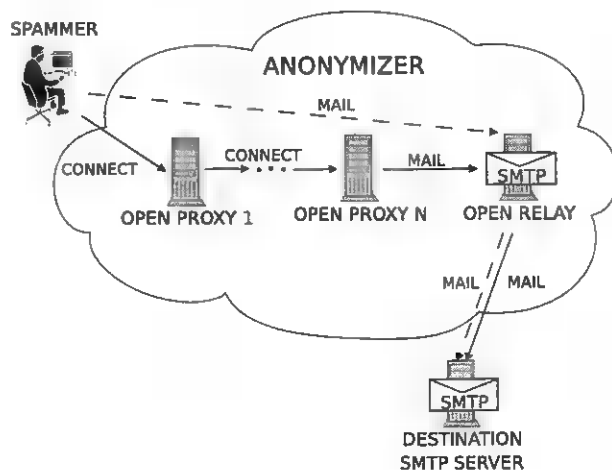 SPAMMER
ANONYMIZER
MAIL
CONNECT
CONNECT
MAIL
SMTP
OPEN PROXY 1
OPEN PROXY N
OPEN RELAY
MAIL
MAIL
SMTP
DESTINATION
SMTP SERVER